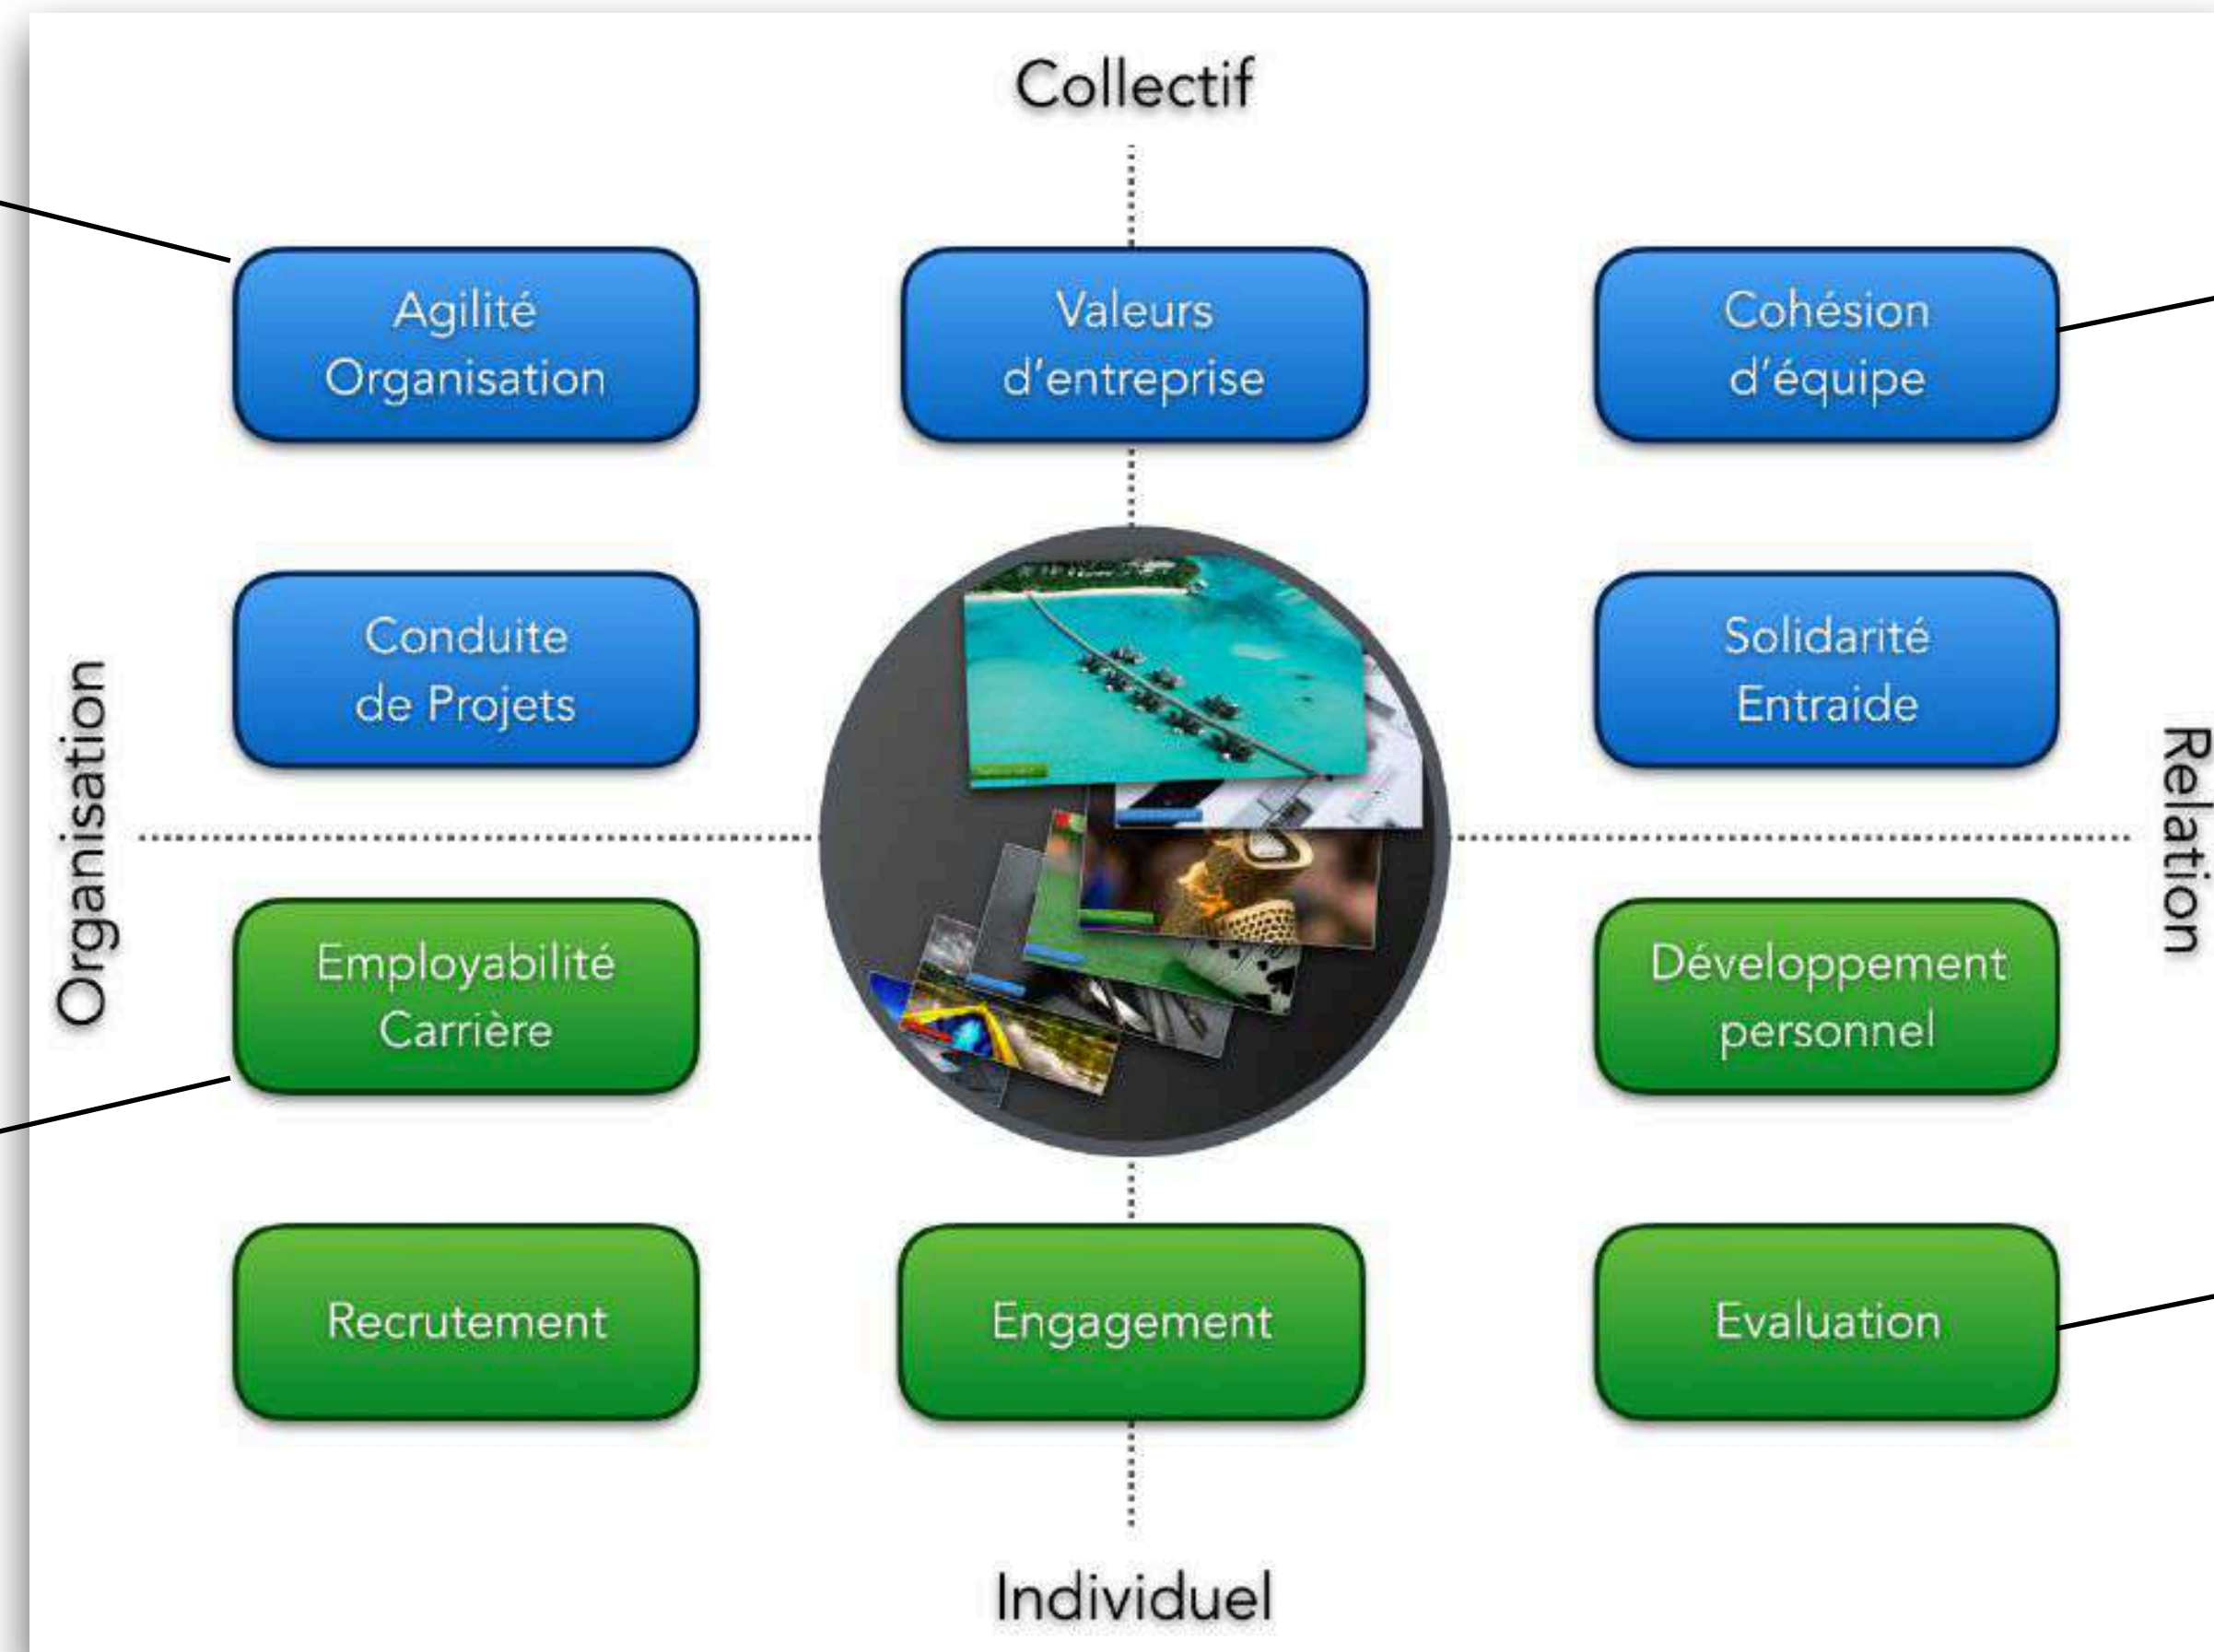 Collectif
Agilité
Organisation
Valeurs
d'entreprise
Cohésion
d'équipe
Conduite
de Projets
Solidarité
Entraide
Organisation
Relation
Employabilité
Carrière
Développement
personnel
Recrutement
Engagement
Evaluation
Individuel